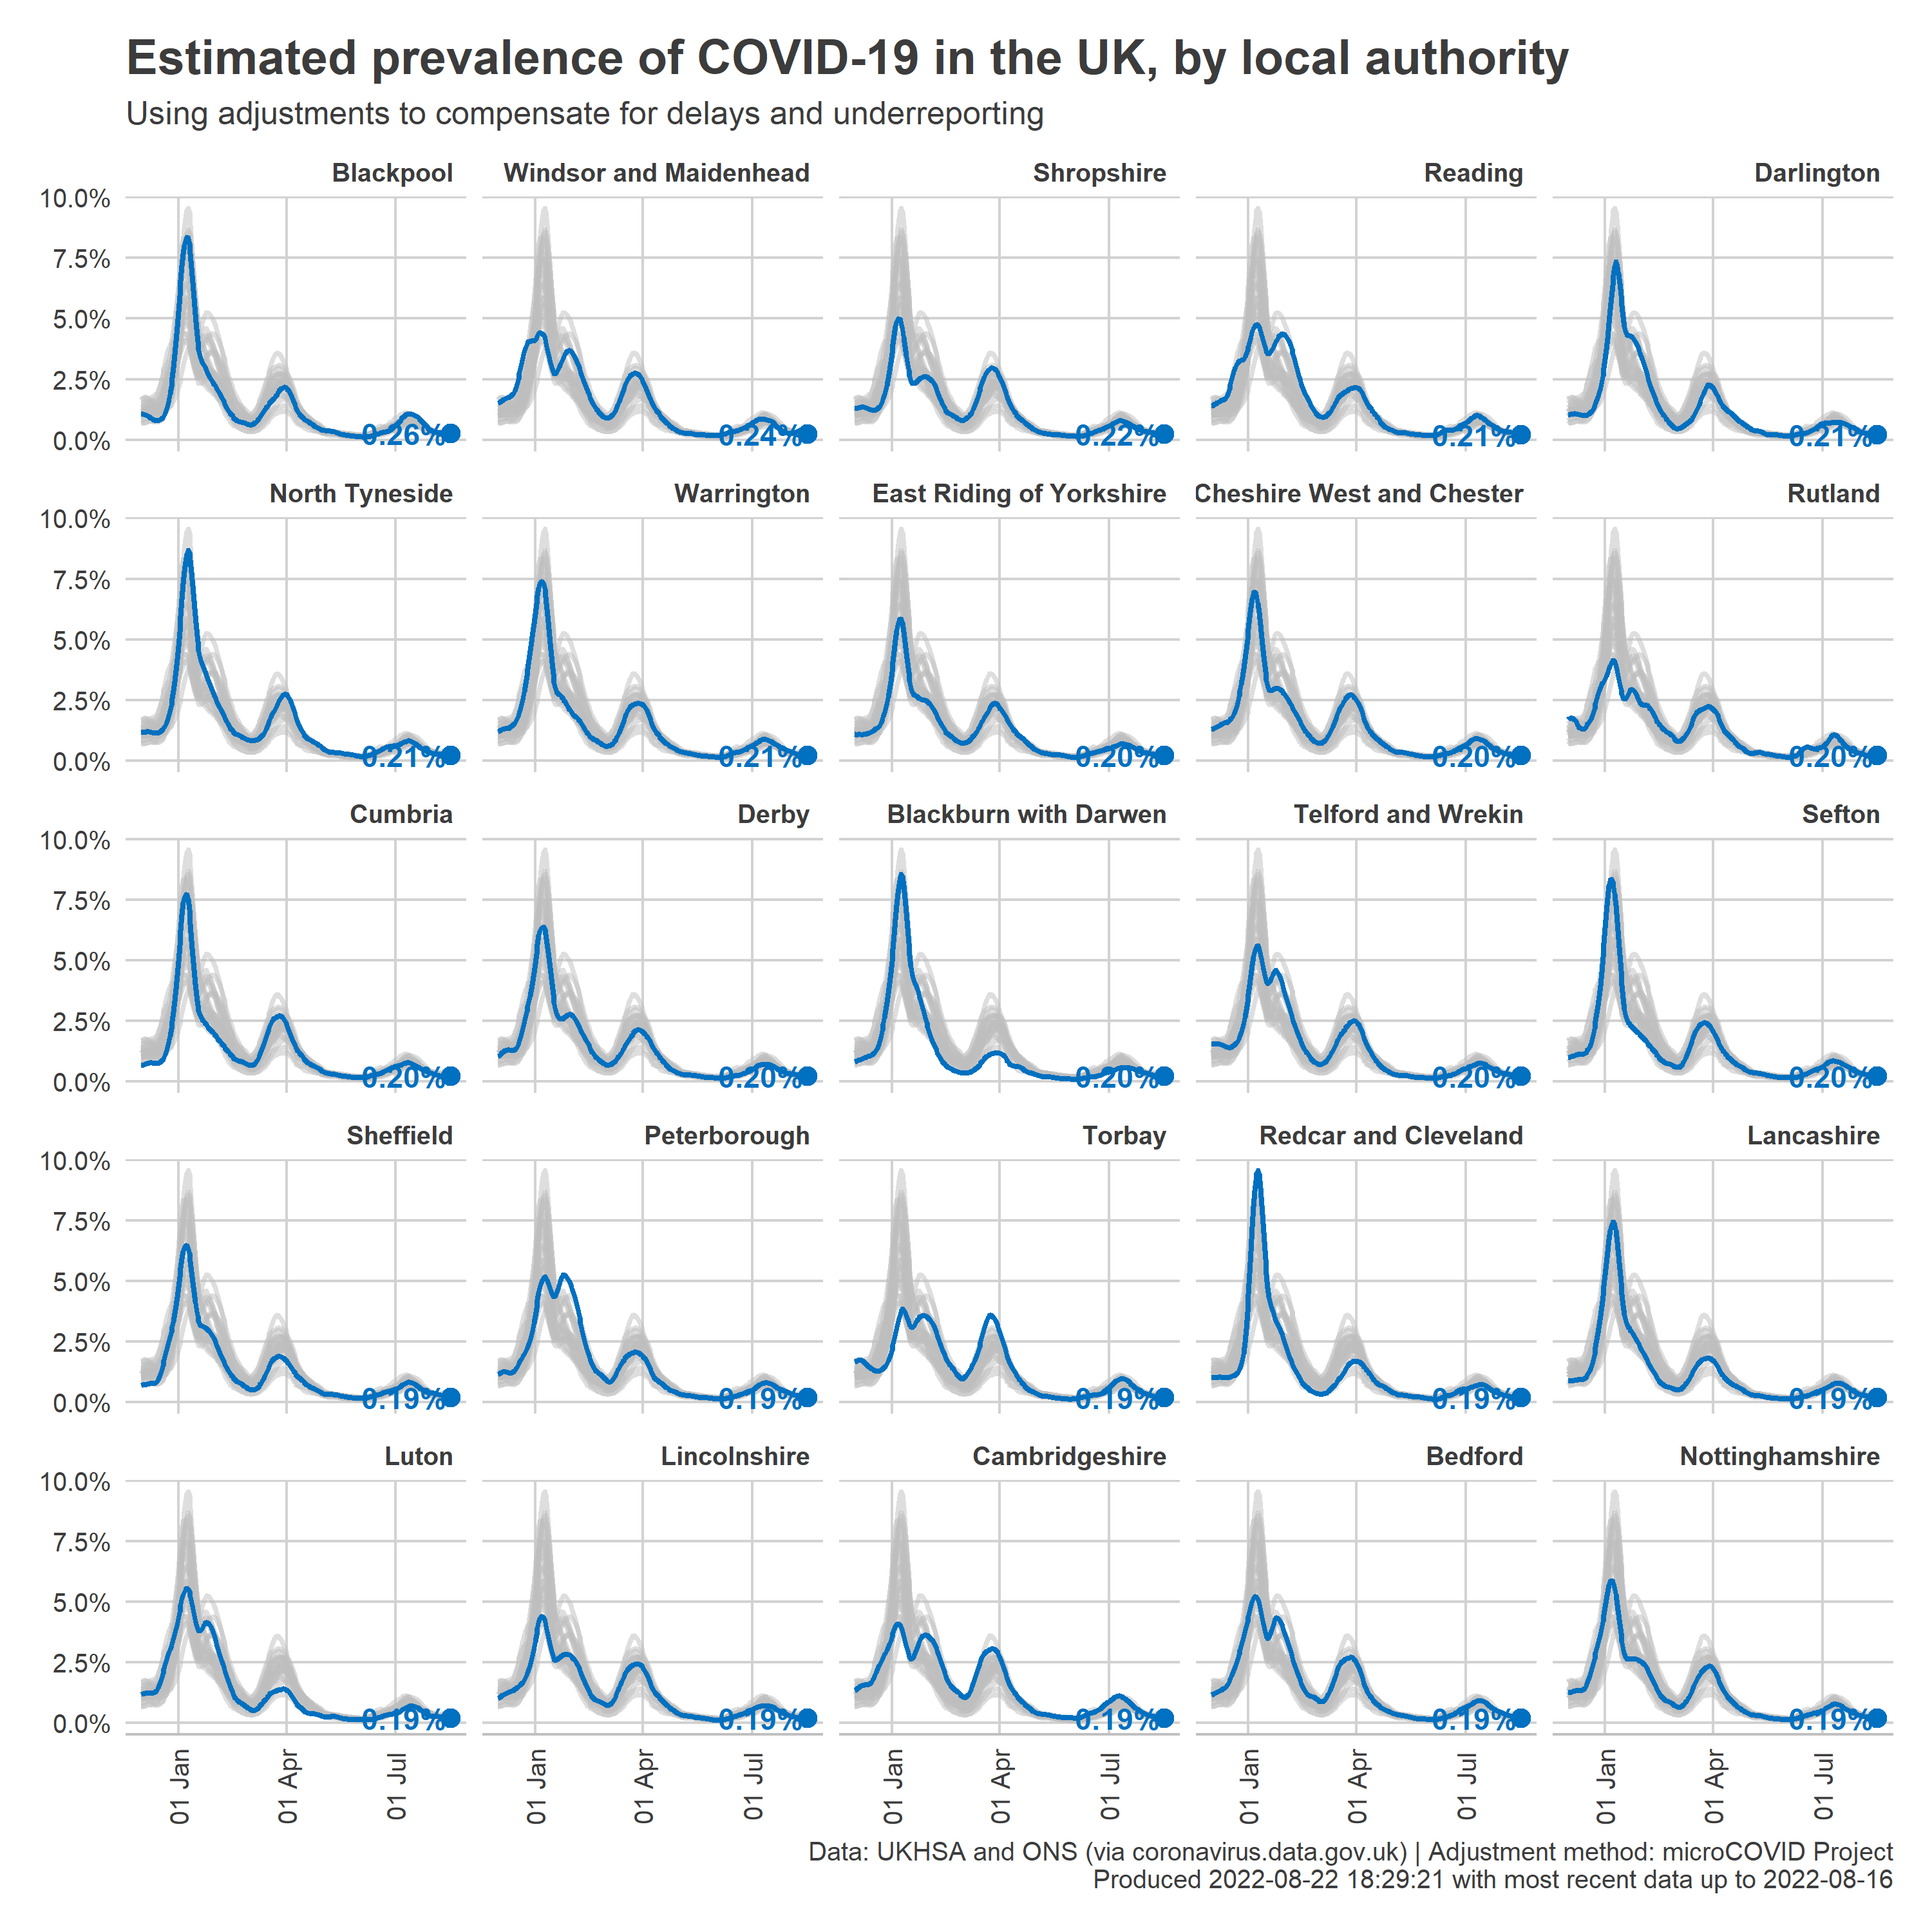 Estimated prevalence of COVID-19 in the UK, by local authority
Using adjustments to compensate for delays and underreporting
Blackpool Windsor and Maidenhead Shropshire Reading Darlington
10.0%
7.5%
5.0%
2.5%
0.0%
0.26% 0.24% 0.22% 0.21% 0.21%
North Tyneside Warrington East Riding of Yorkshire Cheshire West and Chester Rutland
10.0%
7.5%
5.0%
2.5%
0.0%
0.21% 0.21% 0.20% 0.20% 0.20%
Cumbria Derby Blackburn with Darwen Telford and Wrekin Sefton
10.0%
7.5%
5.0%
2.5%
0.0%
0.20% 0.20% 0.20% 0.20% 0.20%
Sheffield Peterborough Torbay Redcar and Cleveland Lancashire
10.0%
7.5%
5.0%
2.5%
0.0%
0.19% 0.19% 0.19% 0.19% 0.19%
Luton Lincolnshire Cambridgeshire Bedford Nottinghamshire
10.0%
7.5%
5.0%
2.5%
0.0%
0.19% 0.19% 0.19% 0.19% 0.19%
01 Jan 01 Apr 01 Jul 01 Jan 01 Apr 01 Jul 01 Jan 01 Apr 01 Jul 01 Jan 01 Apr 01 Jul 01 Jan 01 Apr 01 Jul
Data: UKHSA and ONS (via coronavirus.data.gov.uk) | Adjustment method: microCOVID Project
Produced 2022-08-22 18:29:21 with most recent data up to 2022-08-16